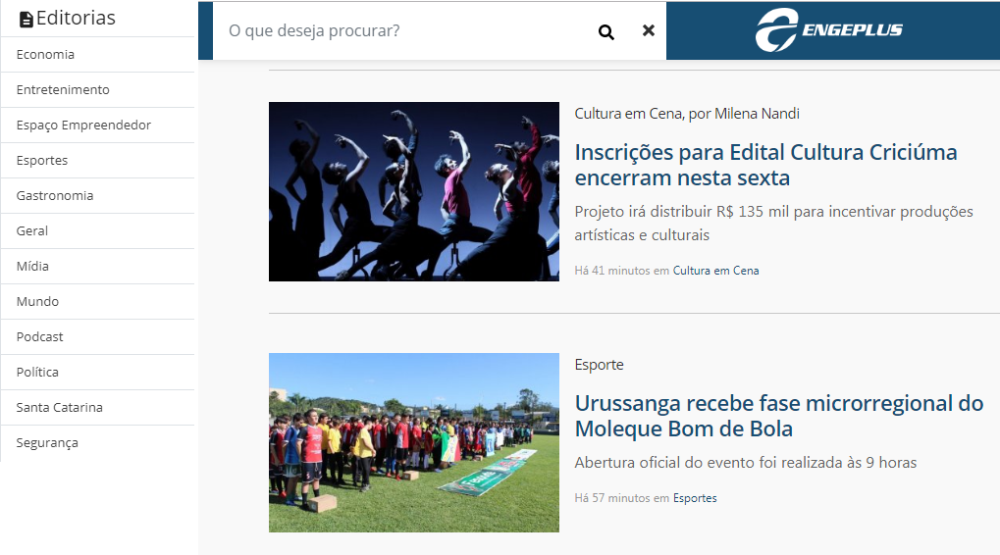 Editorias
Economia
Entretenimento
Espaço Empreendedor
Esportes
Gastronomia
Geral
Mídia
Mundo
Podcast
Política
Santa Catarina
Segurança
O que deseja procurar?
ENGEPLUS
Cultura em Cena, por Milena Nandi
Inscrições para Edital Cultura Criciúma
encerram nesta sexta
Projeto irá distribuir R$ 135 mil para incentivar produções
artísticas e culturais
Há 41 minutos em Cultura em Cena
Esporte
Urussanga recebe fase microrregional do
Moleque Bom de Bola
Abertura oficial do evento foi realizada às 9 horas
Há 57 minutos em Esportes